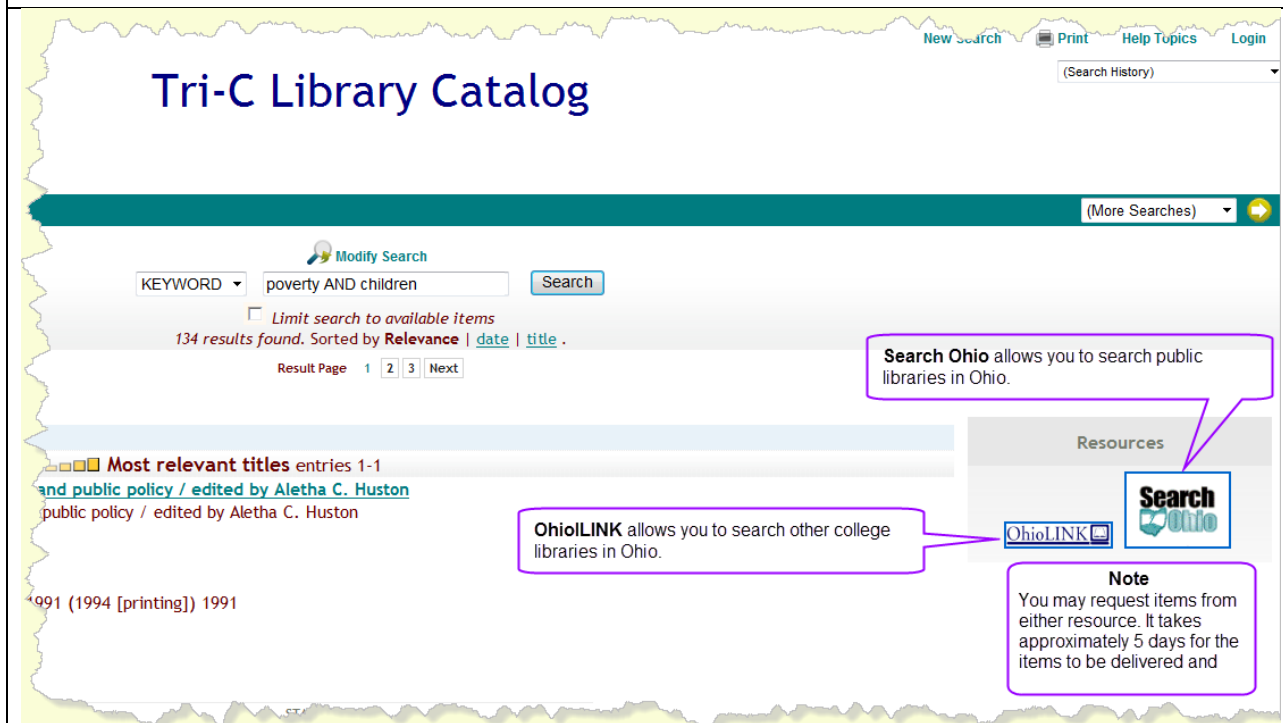 New Search Print Help Topics Login
(Search History)
Tri-C Library Catalog
(More Searches)
Modify Search
KEYWORD poverty AND children Search
Limit search to available items
134 results found. Sorted by Relevance | date | title .
Result Page 1 2 3 Next
Search Ohio allows you to search public
libraries in Ohio.
Resources
Most relevant titles entries 1-1
and public policy / edited by Aletha C. Huston
public policy / edited by Aletha C. Huston
Search
Ohio
OhioILINK allows you to search other college
libraries in Ohio.
OhioLINK
Note
You may request items from
either resource. It takes
approximately 5 days for the
items to be delivered and
1991 (1994 [printing]) 1991